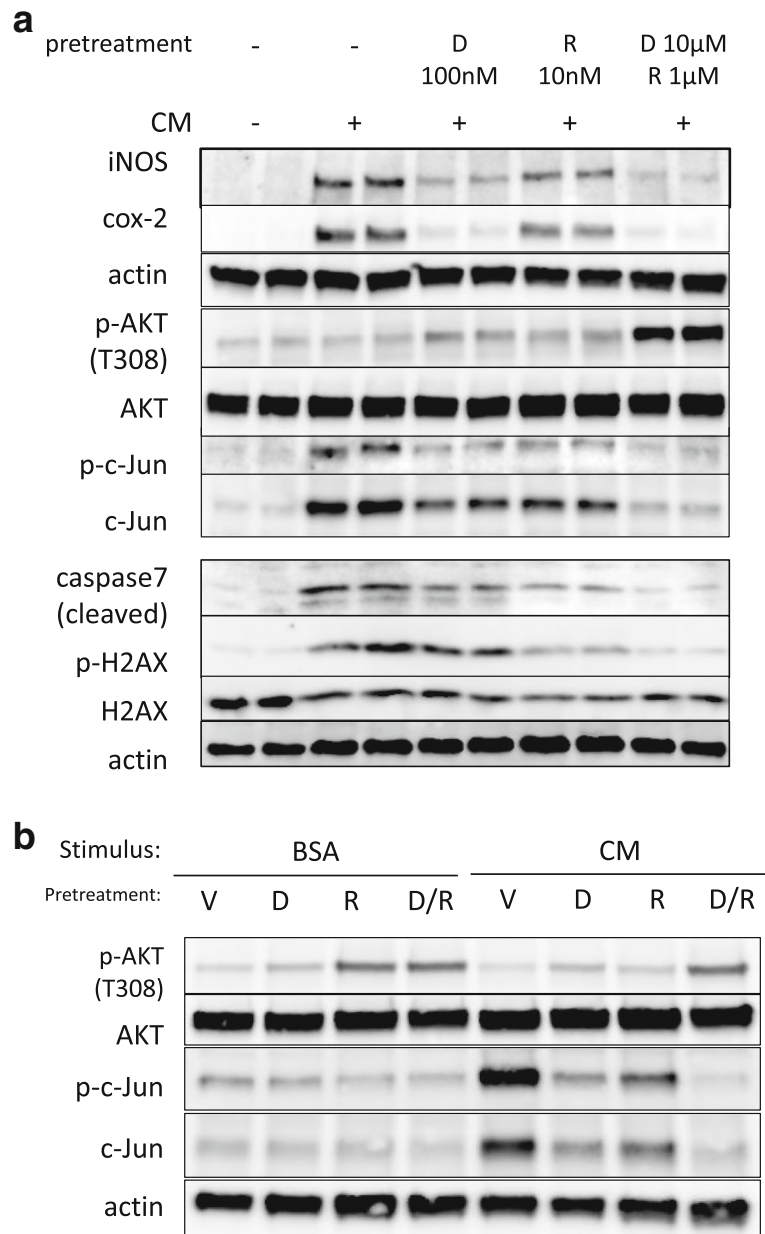 a
pretreatment - - D R D 10µM
100nM 10nM R 1µM
CM - + + + +
iNOS
cox-2
actin
p-AKT
(T308)
AKT
p-c-Jun
c-Jun
caspase7
(cleaved)
p-H2AX
H2AX
actin
b
Stimulus: BSA CM
Pretreatment: V D R D/R V D R D/R
p-AKT
(T308)
AKT
p-c-Jun
c-Jun
actin